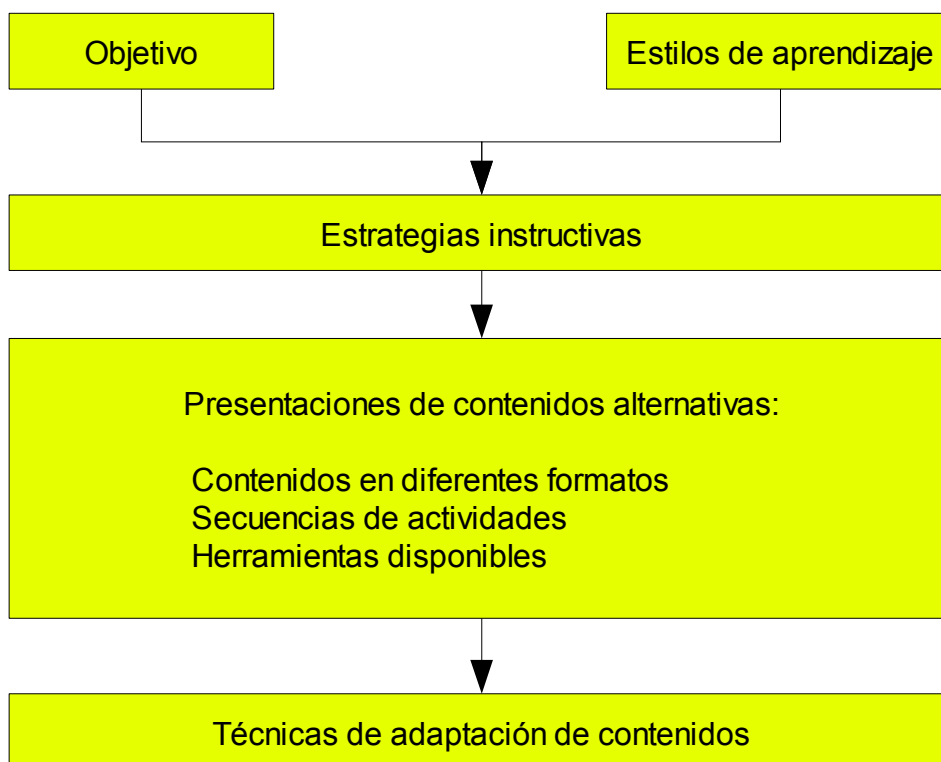 Objetivo
Estilos de aprendizaje
Estrategias instructivas
Presentaciones de contenidos alternativas:
Contenidos en diferentes formatos
Secuencias de actividades
Herramientas disponibles
Técnicas de adaptación de contenidos